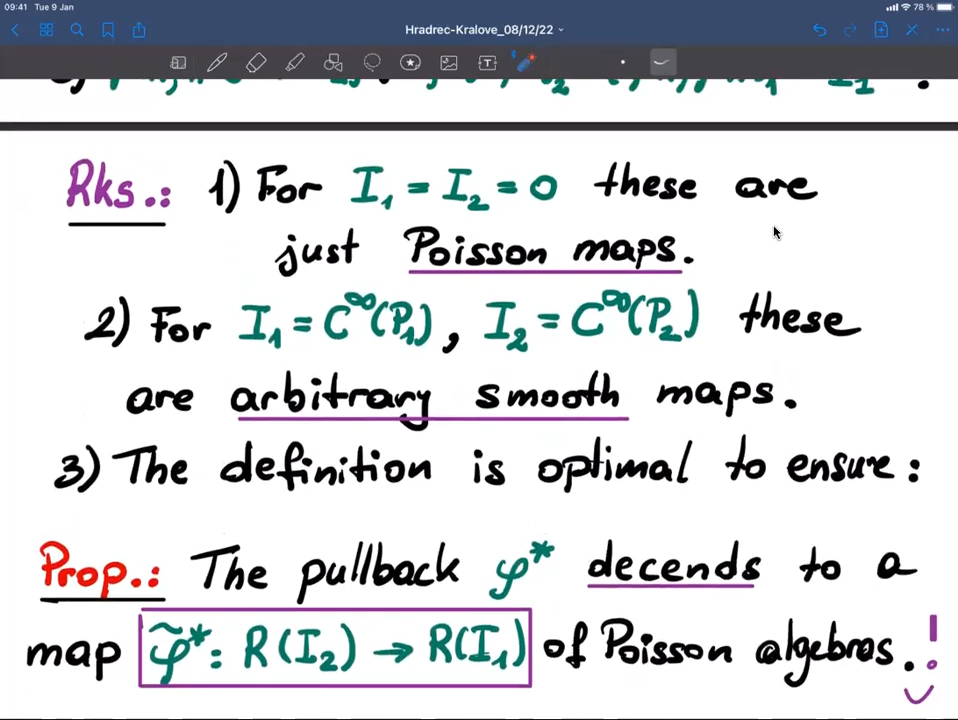 09:41 Tue 9 Jan
78 %
Hradrec-Kralove_08/12/22
Rks.: 1) For I₁ = I₂ = 0 these are
just Poisson maps.
2) For I₁ = C^∞(P₁), I₂ = C^∞(P₂) these
are arbitrary smooth maps.
3) The definition is optimal to ensure:
Prop.: The pullback φ* decends to a
map φ̃*: R(I₂) → R(I₁) of Poisson algebras. !